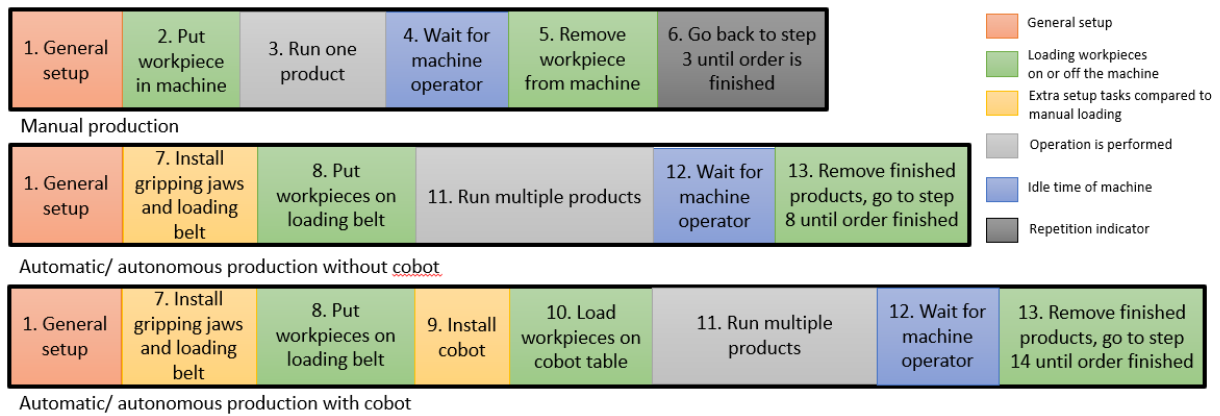 1. General
setup
2. Put
workpiece
in machine
3. Run one
product
4. Wait for
machine
operator
5. Remove
workpiece
from machine
6. Go back to step
3 until order is
finished
Manual production
1. General
setup
7. Install
gripping jaws
and loading
belt
8. Put
workpieces on
loading belt
11. Run multiple products
12. Wait for
machine
operator
13. Remove finished
products, go to step
8 until order finished
Automatic/ autonomous production without cobot
1. General
setup
7. Install
gripping jaws
and loading
belt
8. Put
workpieces on
loading belt
9. Install
cobot
10. Load
workpieces on
cobot table
11. Run multiple
products
12. Wait for
machine
operator
13. Remove finished
products, go to step
14 until order finished
Automatic/ autonomous production with cobot
General setup
Loading workpieces
on or off the machine
Extra setup tasks compared to
manual loading
Operation is performed
Idle time of machine
Repetition indicator